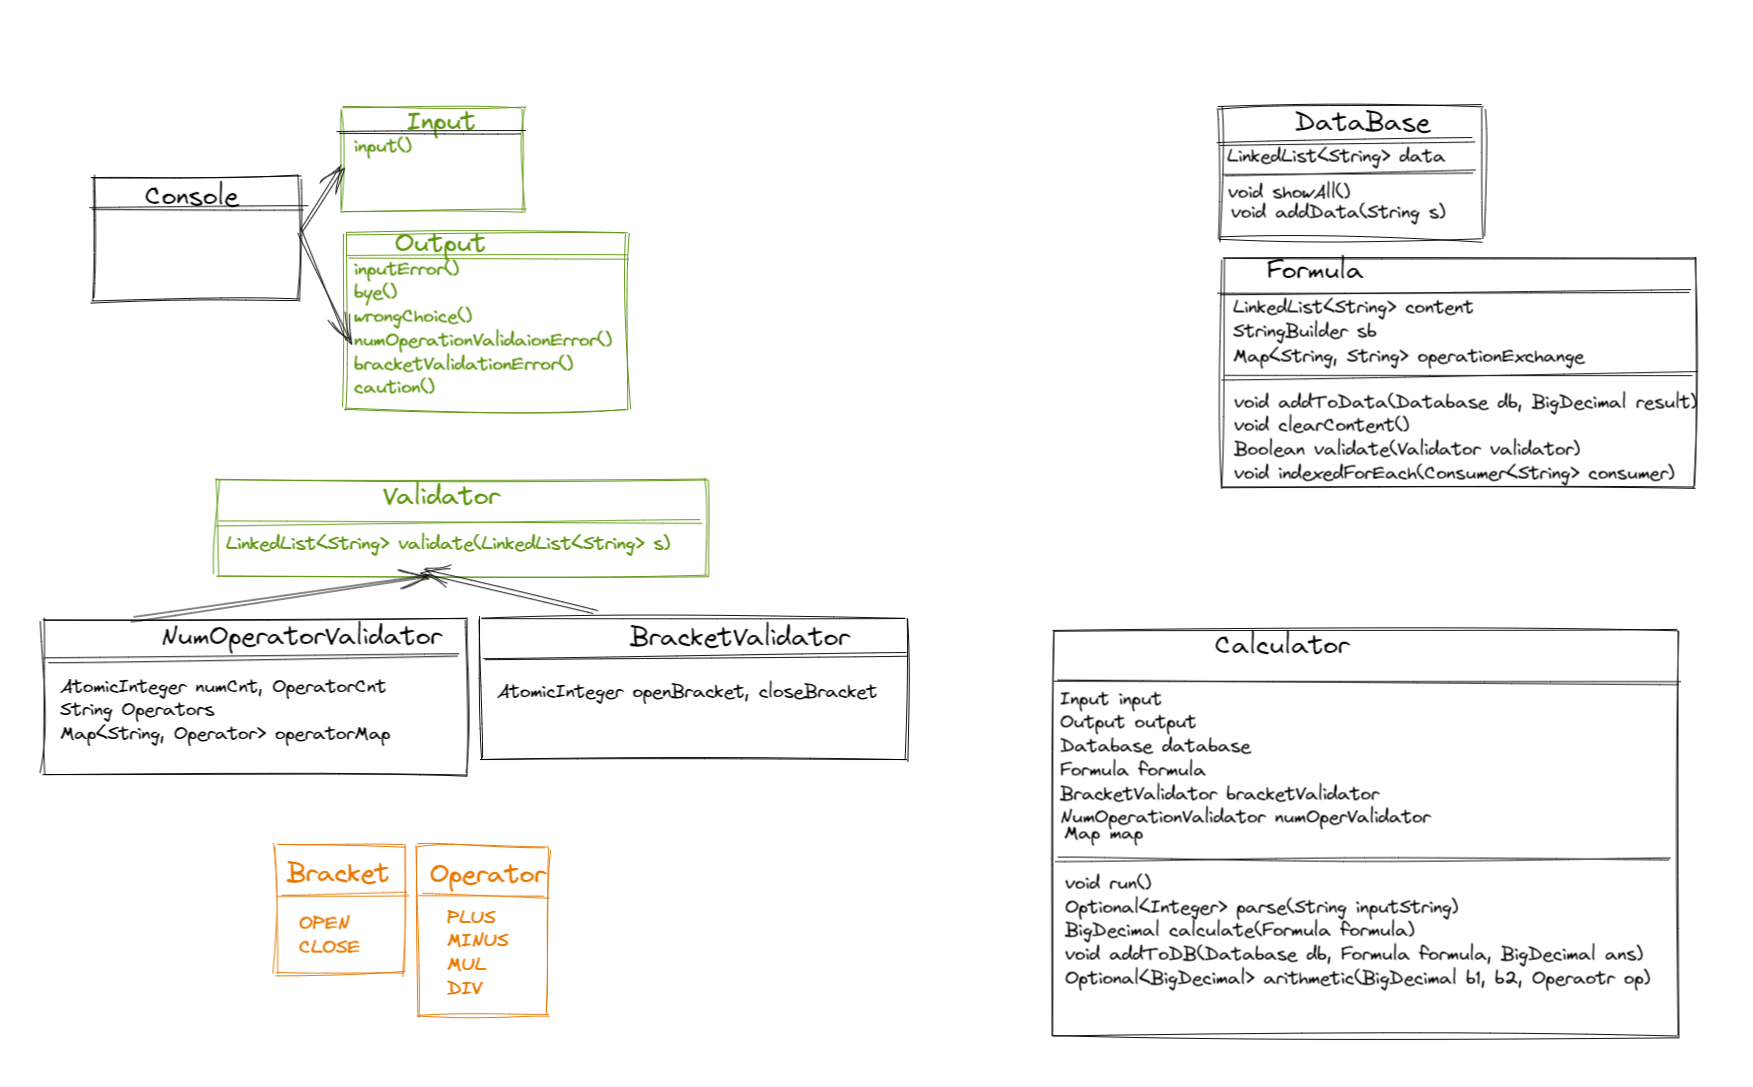 Input
input()
Console
Output
inputError()
bye()
wrongChoice()
numOperationValidaionError()
bracketValidationError()
caution()
Validator
LinkedList<String> validate(LinkedList<String> s)
NumOperatorValidator
AtomicInteger numCnt, OperatorCnt
String Operators
Map<String, Operator> operatorMap
BracketValidator
AtomicInteger openBracket, closeBracket
Bracket
OPEN
CLOSE
Operator
PLUS
MINUS
MUL
DIV
DataBase
LinkedList<String> data
void showAll()
void addData(String s)
Formula
LinkedList<String> content
StringBuilder sb
Map<String, String> operationExchange
void addToData(Database db, BigDecimal result)
void clearContent()
Boolean validate(Validator validator)
void indexedForEach(Consumer<String> consumer)
Calculator
Input input
Output output
Database database
Formula formula
BracketValidator bracketValidator
NumOperationValidator numOperValidator
Map map
void run()
Optional<Integer> parse(String inputString)
BigDecimal calculate(Formula formula)
void addToDB(Database db, Formula formula, BigDecimal ans)
Optional<BigDecimal> arithmetic(BigDecimal b1, b2, Operaotr op)